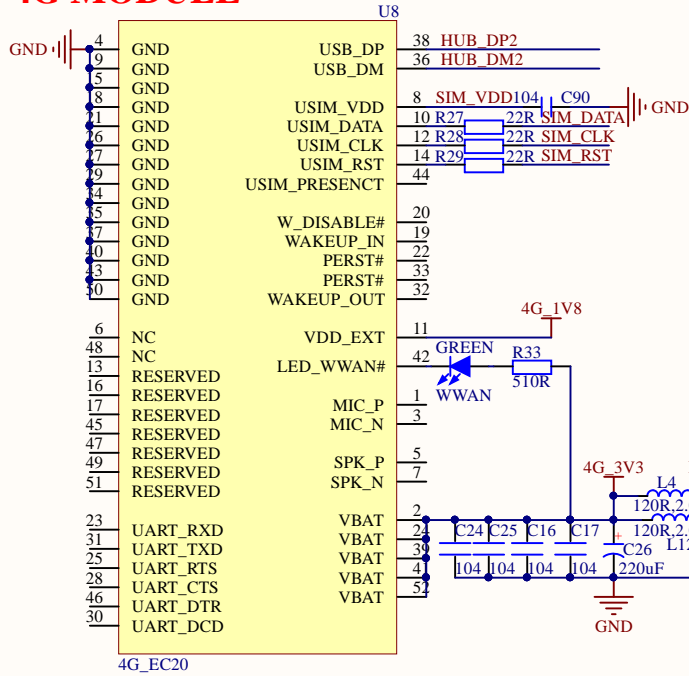 4G MODULE
U8
GND
4 GND
9 GND
5 GND
8 GND
21 GND
26 GND
27 GND
29 GND
34 GND
35 GND
37 GND
40 GND
43 GND
50 GND
6 NC
48 NC
13 RESERVED
16 RESERVED
17 RESERVED
45 RESERVED
47 RESERVED
49 RESERVED
51 RESERVED
23 UART_RXD
31 UART_TXD
25 UART_RTS
28 UART_CTS
46 UART_DTR
30 UART_DCD
USB_DP 38 HUB_DP2
USB_DM 36 HUB_DM2
USIM_VDD 8 SIM_VDD 104 C90 GND
USIM_DATA 10 R27 22R SIM_DATA
USIM_CLK 12 R28 22R SIM_CLK
USIM_RST 14 R29 22R SIM_RST
USIM_PRESENCT 44
W_DISABLE# 20
WAKEUP_IN 19
PERST# 22
PERST# 33
WAKEUP_OUT 32
4G_1V8
VDD_EXT 11
LED_WWAN# 42 GREEN R33
WWAN 510R
MIC_P 1
MIC_N 3
SPK_P 5
SPK_N 7
4G_3V3
L4
120R,2.
VBAT 2
VBAT 24
VBAT 39
VBAT 4
VBAT 52
C24 C25 C16 C17 C26
104 104 104 104 220uF
120R,2.
L12
GND
4G_EC20